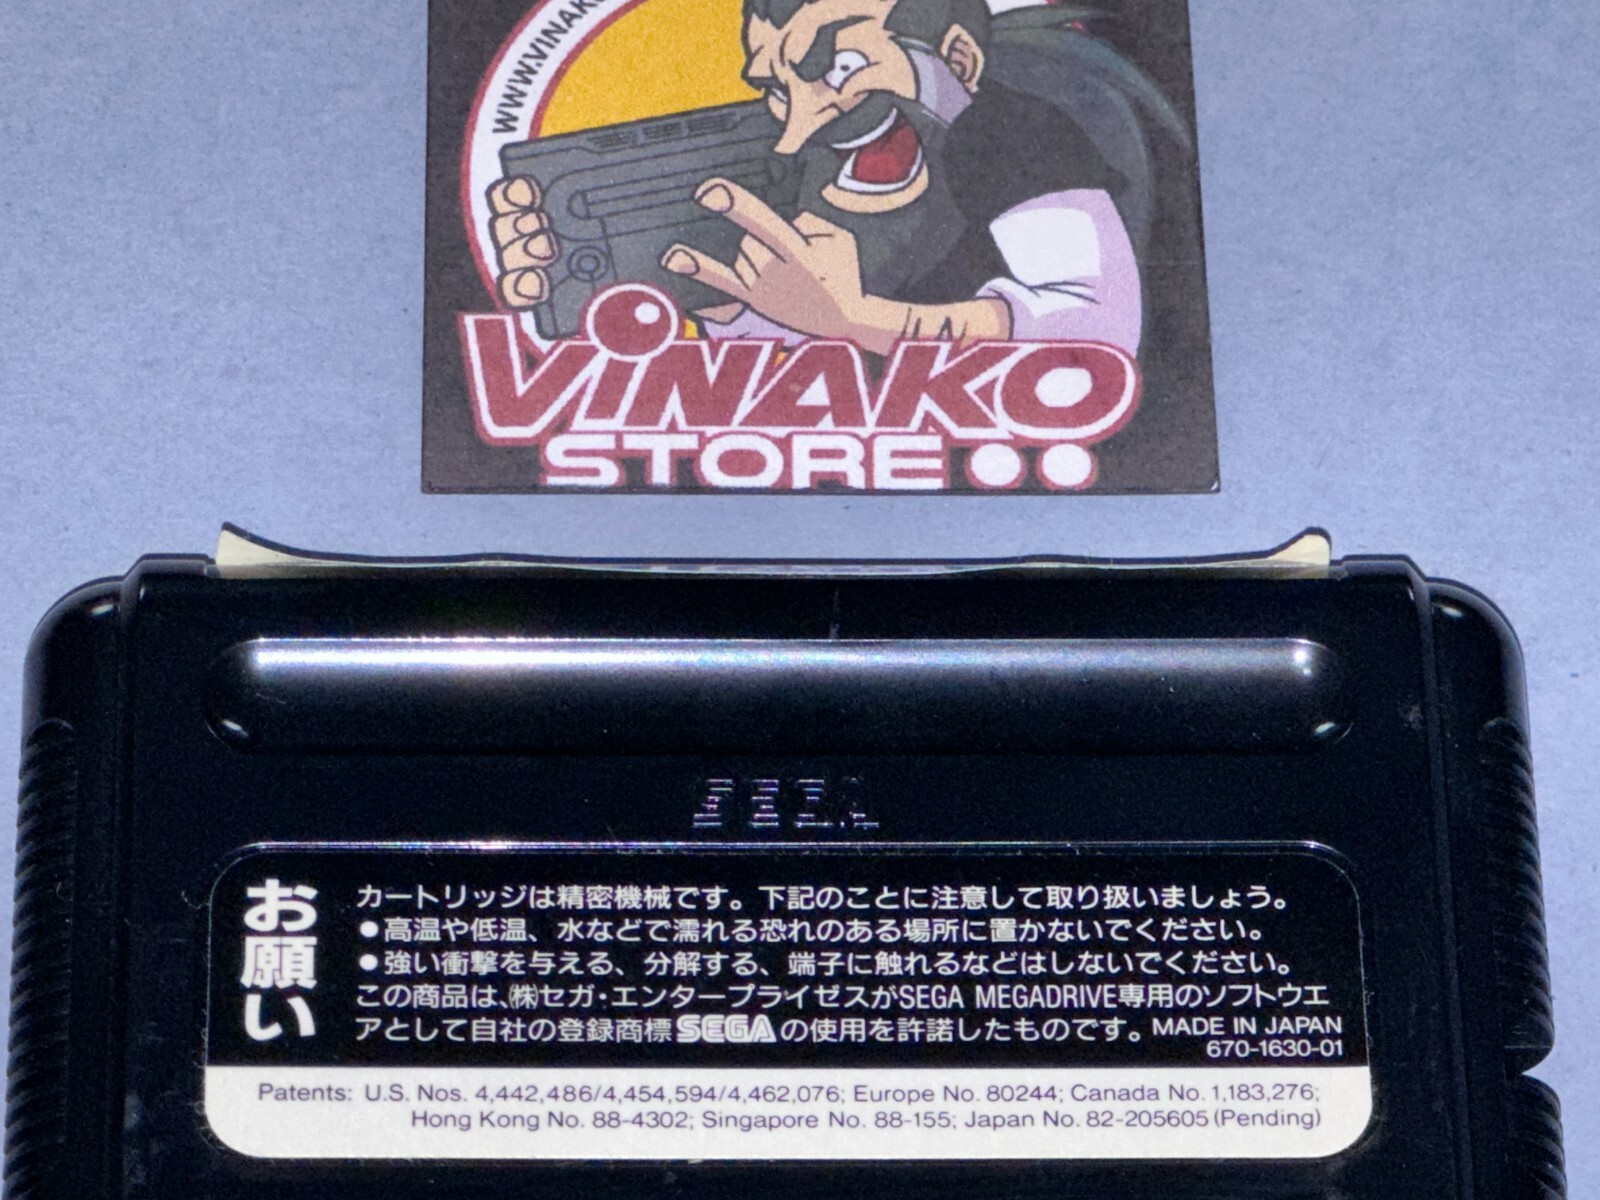 WWW.VINAKO
ViNAKO
STORE
SEGA
お願い
カートリッジは精密機械です。下記のことに注意して取り扱いましょう。
●高温や低温、水などで濡れる恐れのある場所に置かないでください。
●強い衝撃を与える、分解する、端子に触れるなどはしないでください。
この商品は、㈱セガ・エンタープライゼスがSEGA MEGADRIVE専用のソフトウエ
アとして自社の登録商標SEGAの使用を許諾したものです。MADE IN JAPAN
670-1630-01
Patents: U.S. Nos. 4,442,486/4,454,594/4,462,076; Europe No. 80244; Canada No. 1,183,276;
Hong Kong No. 88-4302; Singapore No. 88-155; Japan No. 82-205605 (Pending)